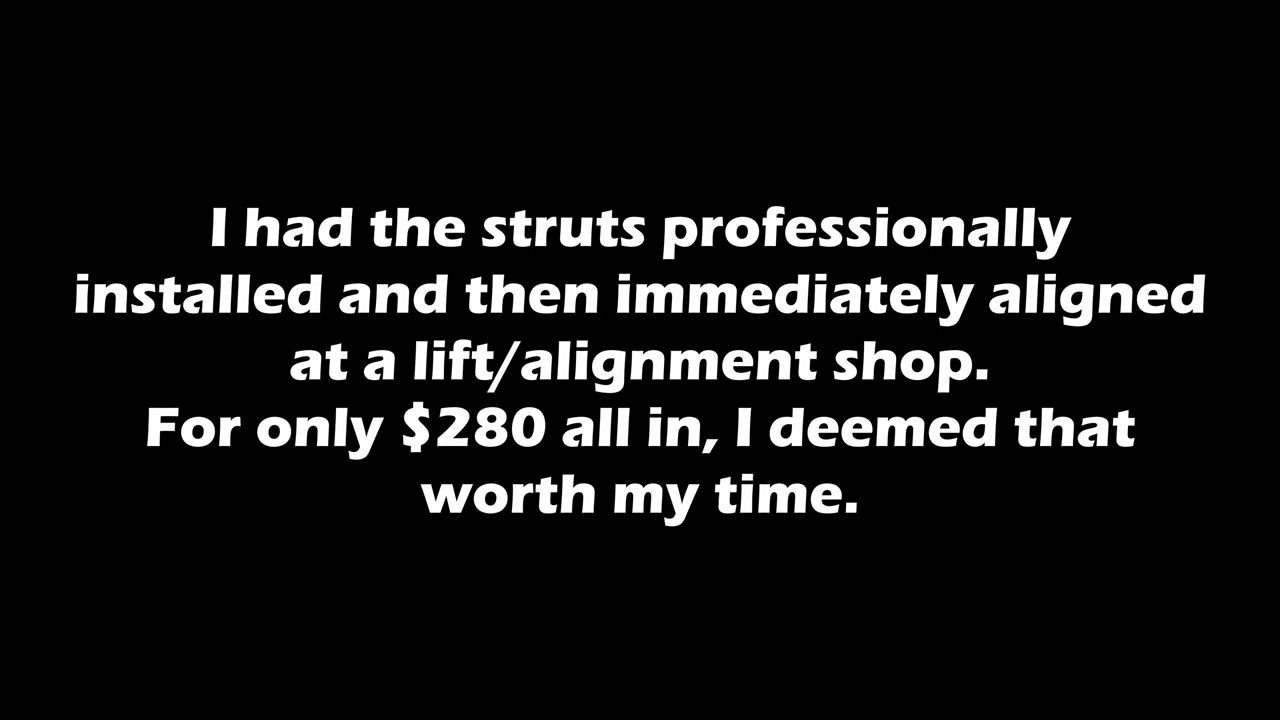 I had the struts professionally
installed and then immediately aligned
at a lift/alignment shop.
For only $280 all in, I deemed that
worth my time.